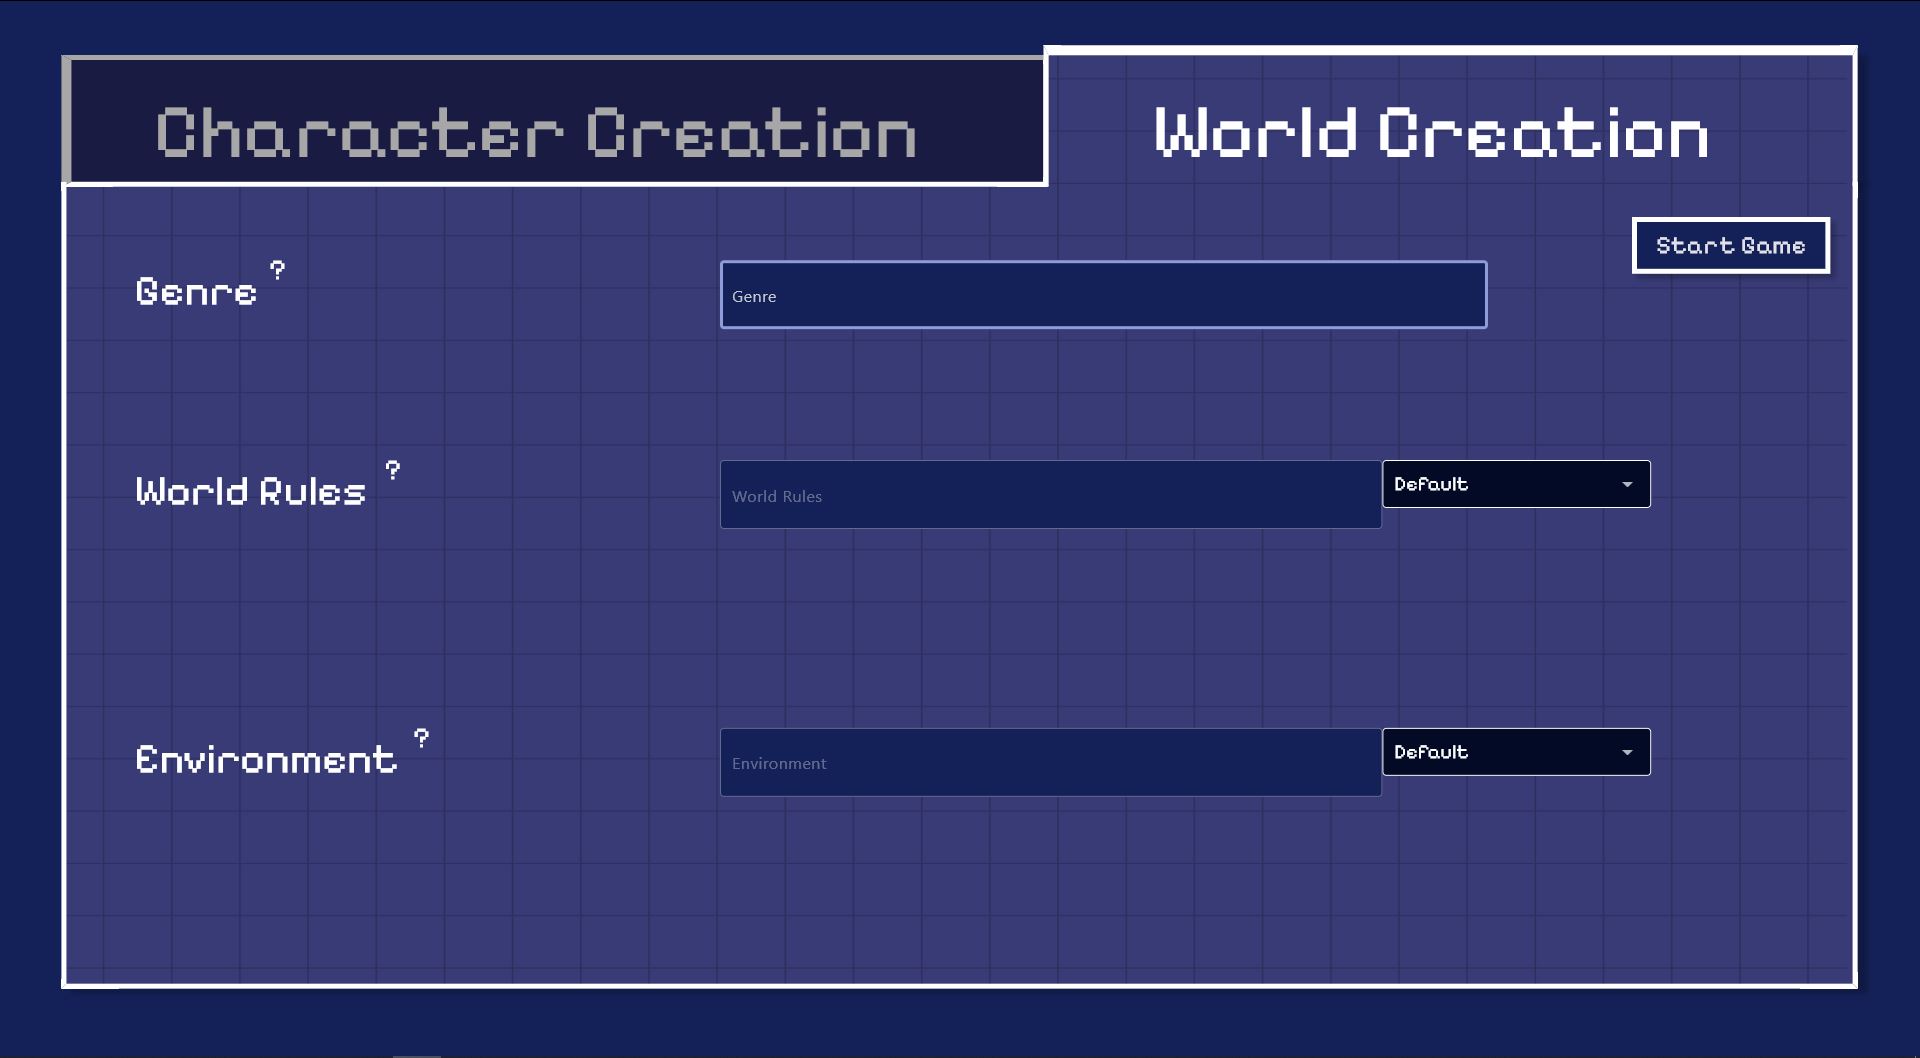 Character Creation
World Creation
Start Game
Genre ?
Genre
World Rules ?
World Rules
Default
Environment ?
Environment
Default